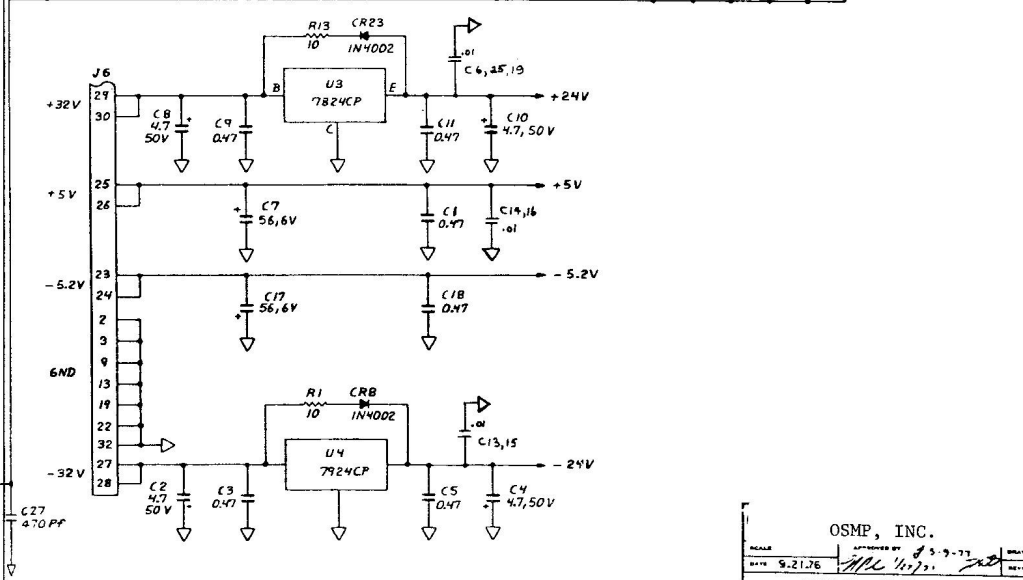 R13
10
CR23
1N4002
.01
C6, 25, 19
J6
U3
7824CP
B
E
C
+32V
29
30
C8
4.7
50V
+
C9
0.47
C11
0.47
+
C10
4.7, 50V
+24V
+5V
25
26
+
C7
56, 6V
0.47
C14, 16
.01
+5V
-5.2V
23
24
C17
56, 6V
+
C18
0.47
-5.2V
GND
2
3
9
13
19
22
32
R1
10
CR8
1N4002
.01
C13, 15
U4
7924CP
-32V
27
28
C2
4.7
50V
C3
0.47
C5
0.47
C4
4.7, 50V
-24V
C27
470 Pf
OSMP, INC.
SCALE
APPROVED BY
DATE 9.21.76